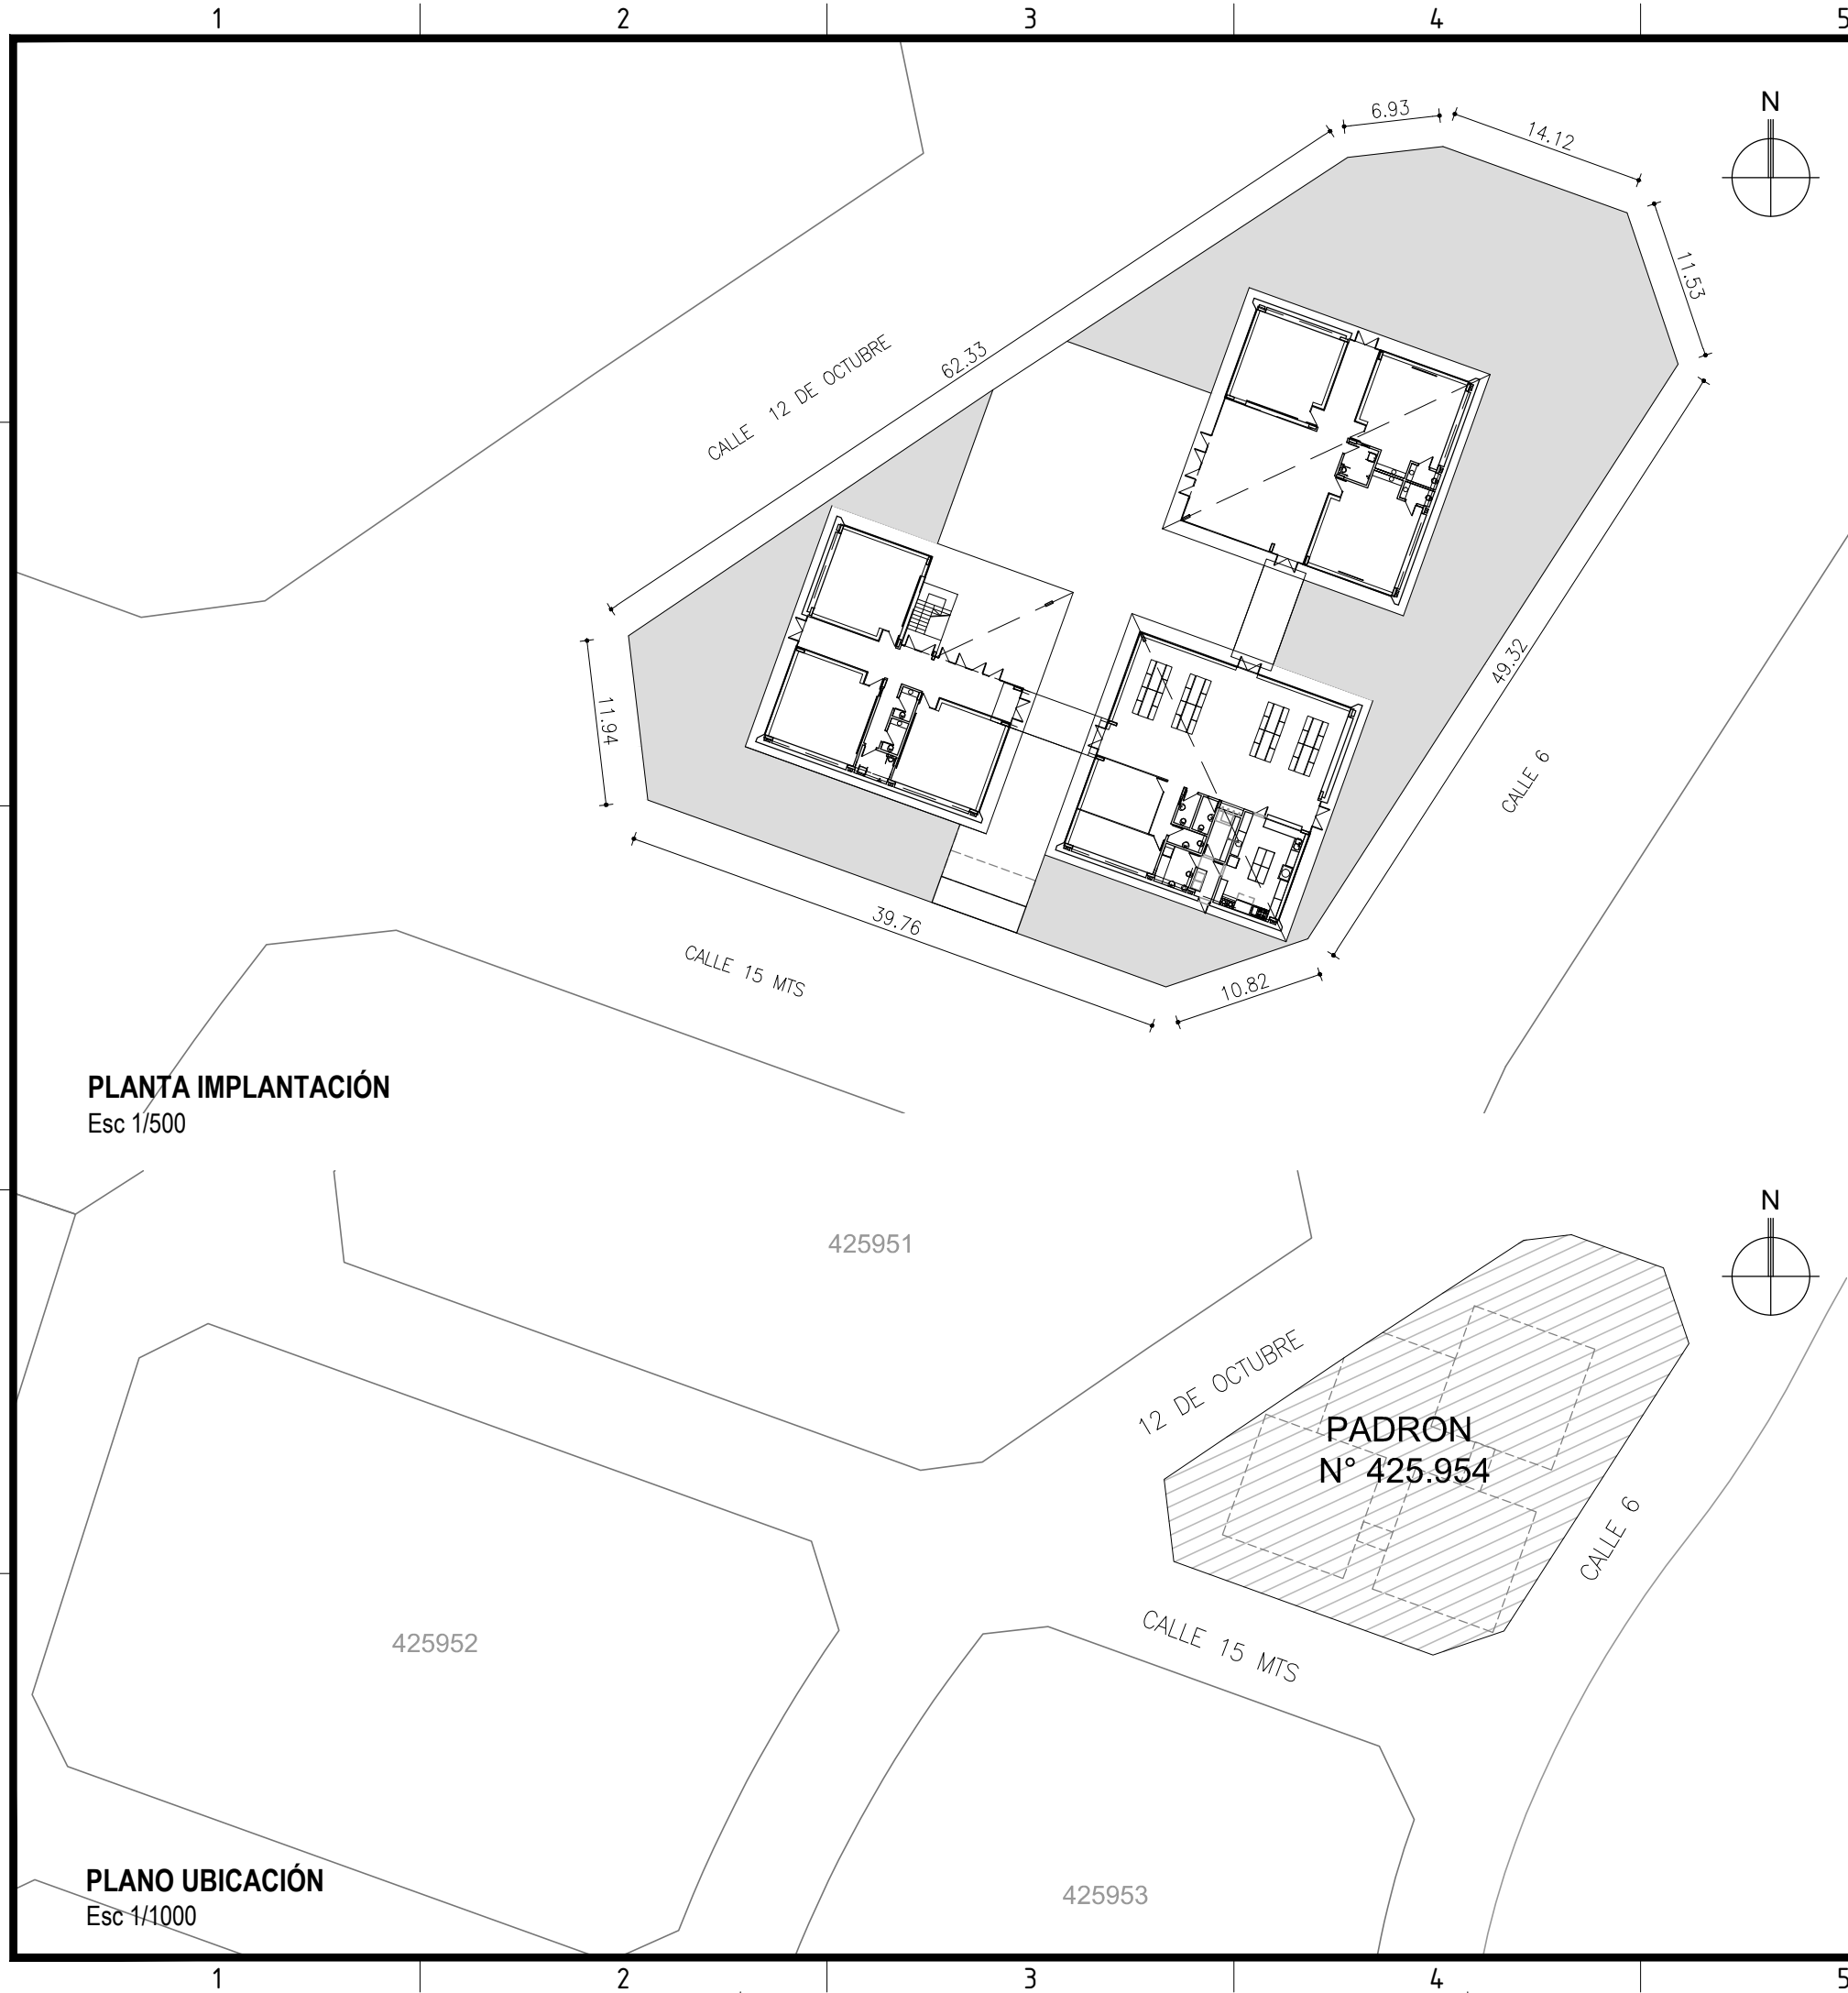 1 2 3 4 5
N
6.93
14.12
11.53
62.33
CALLE 12 DE OCTUBRE
49.32
CALLE 6
11.94
39.76
CALLE 15 MTS
10.82
PLANTA IMPLANTACIÓN
Esc 1/500
N
425951
12 DE OCTUBRE
PADRON
N° 425.954
CALLE 6
CALLE 15 MTS
425952
425953
PLANO UBICACIÓN
Esc 1/1000
1 2 3 4 5